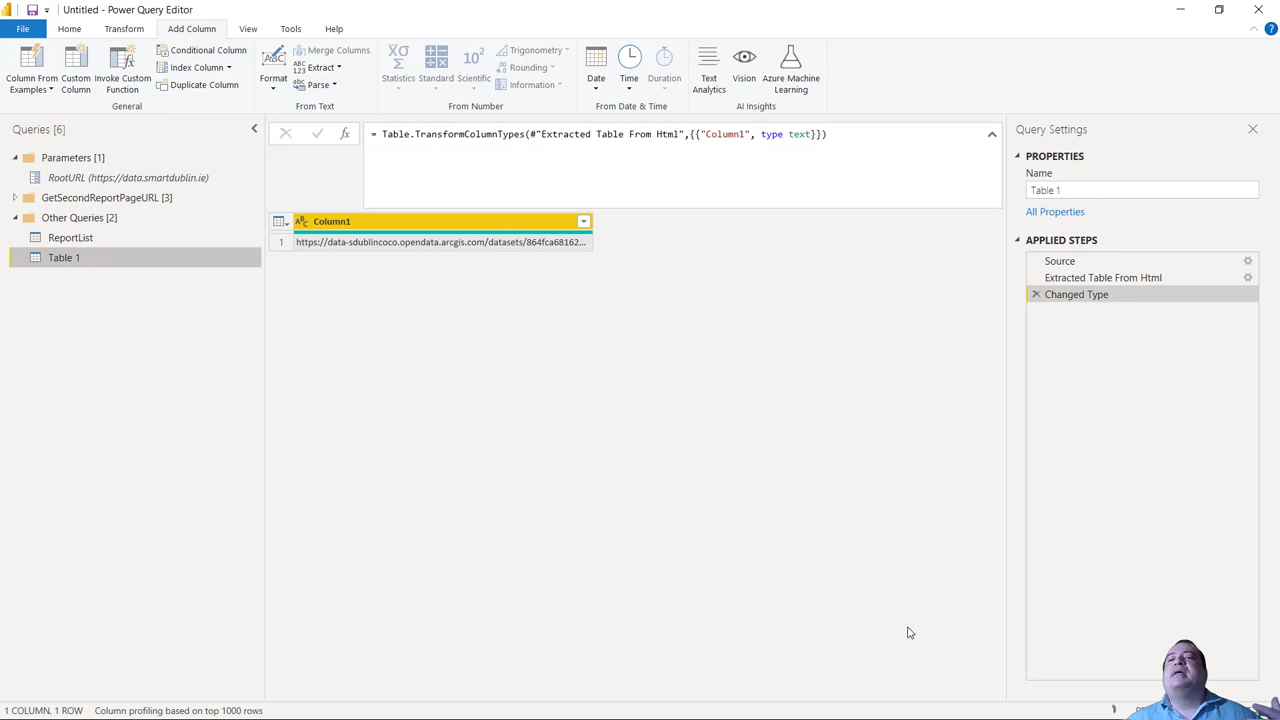 Untitled - Power Query Editor
File Home Transform Add Column View Tools Help
Column From Examples
Custom Column
Invoke Custom Function
Conditional Column
Index Column
Duplicate Column
General
Format
Merge Columns
Extract
Parse
From Text
Statistics
Standard
Scientific
Trigonometry
Rounding
Information
From Number
Date
Time
Duration
From Date & Time
Text Analytics
Vision
Azure Machine Learning
AI Insights
Queries [6]
Parameters [1]
RootURL (https://data.smartdublin.ie)
GetSecondReportPageURL [3]
Other Queries [2]
ReportList
Table 1
= Table.TransformColumnTypes(#"Extracted Table From Html",{{"Column1", type text}})
Column1
1 https://data-sdublincoco.opendata.arcgis.com/datasets/864fca68162...
Query Settings
PROPERTIES
Name
Table 1
All Properties
APPLIED STEPS
Source
Extracted Table From Html
Changed Type
1 COLUMN, 1 ROW Column profiling based on top 1000 rows